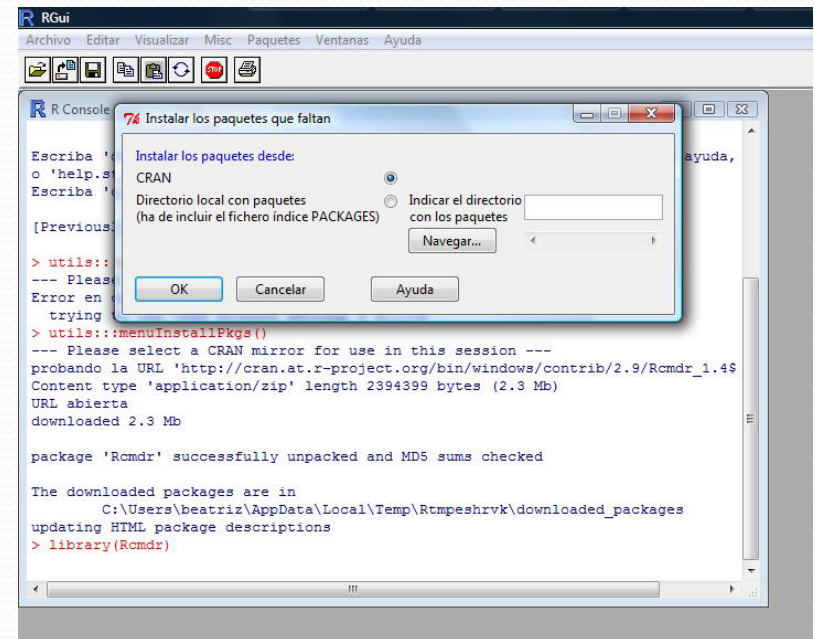 RGui
Archivo Editar Visualizar Misc Paquetes Ventanas Ayuda
STOP
R Console
Instalar los paquetes que faltan
Instalar los paquetes desde:
CRAN
Directorio local con paquetes
(ha de incluir el fichero índice PACKAGES)
Indicar el directorio
con los paquetes
Navegar...
OK Cancelar Ayuda
Escriba ayuda,
o 'help.st
Escriba
[Previous
> utils::
--- Pleas
Error en
trying
> utils:::menuInstallPkgs()
--- Please select a CRAN mirror for use in this session ---
probando la URL 'http://cran.at.r-project.org/bin/windows/contrib/2.9/Rcmdr_1.4$
Content type 'application/zip' length 2394399 bytes (2.3 Mb)
URL abierta
downloaded 2.3 Mb
package 'Rcmdr' successfully unpacked and MD5 sums checked
The downloaded packages are in
C:\Users\beatriz\AppData\Local\Temp\Rtmpeshrvk\downloaded_packages
updating HTML package descriptions
> library(Rcmdr)